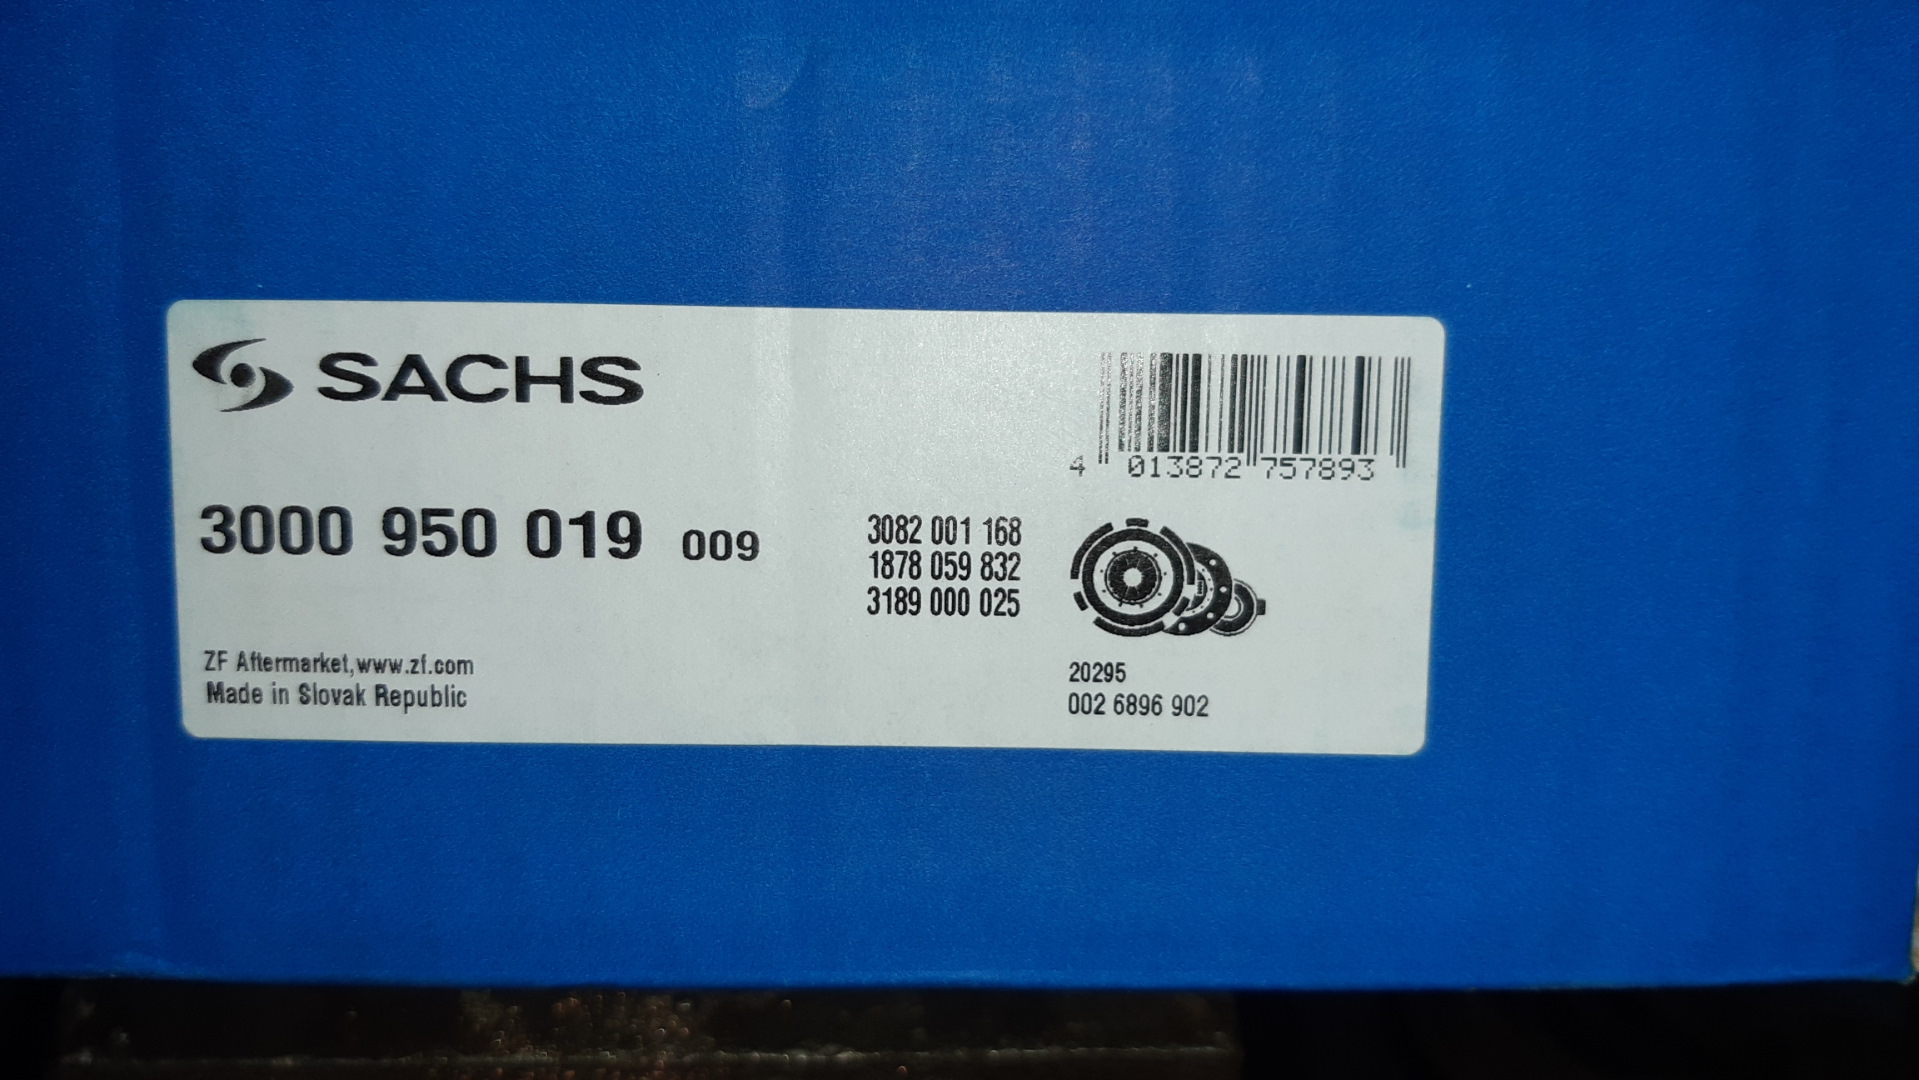 SACHS
4 013872 757893
3000 950 019 009
3082 001 168
1878 059 832
3189 000 025
ZF Aftermarket,www.zf.com
Made in Slovak Republic
20295
002 6896 902